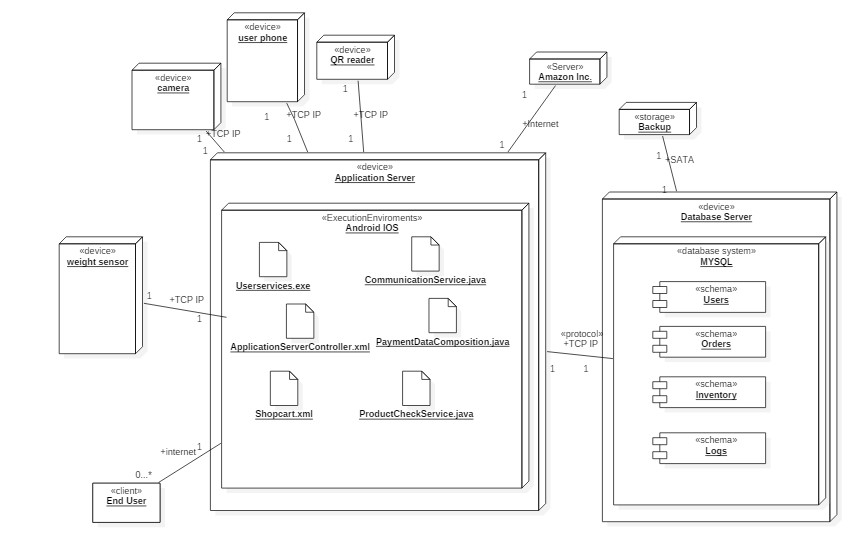 «device»
user phone
«device»
QR reader
«device»
camera
«Server»
Amazon Inc.
«storage»
Backup
1
1
+TCP IP
1
+TCP IP
1
+TCP IP
1
1
1
+internet
1
1
+SATA
1
«device»
Application Server
«ExecutionEnviroments»
Android IOS
Userservices.exe
CommunicationService.java
ApplicationServerController.xml
PaymentDataComposition.java
Shopcart.xml
ProductCheckService.java
«device»
weight sensor
1
+TCP IP
1
+internet
1
0...*
«client»
End User
«protocol»
+TCP IP
1
1
«device»
Database Server
«database system»
MYSQL
«schema»
Users
«schema»
Orders
«schema»
Inventory
«schema»
Logs